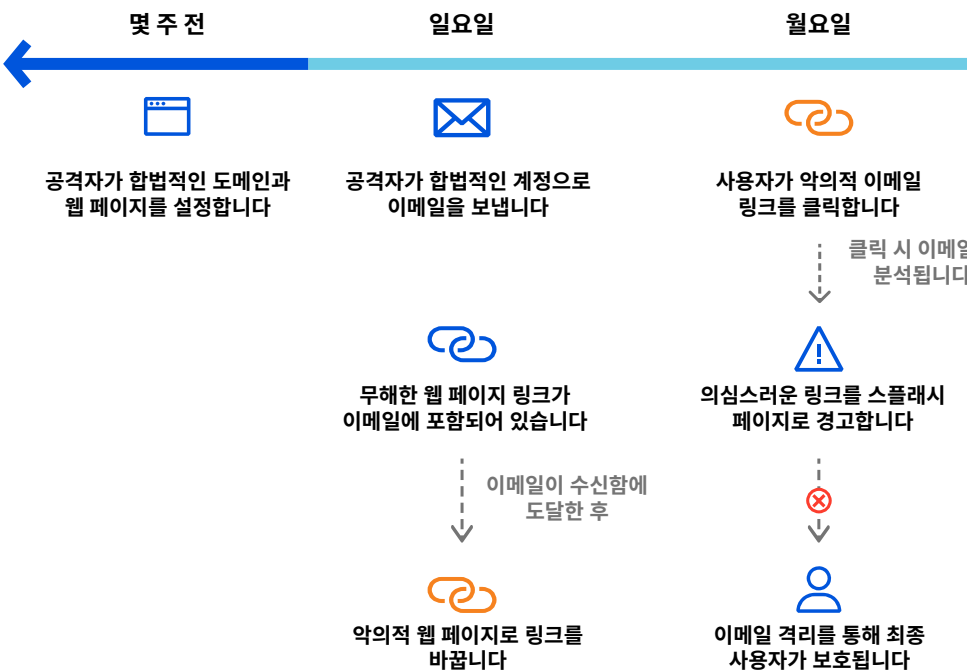 몇 주 전
일요일
월요일
공격자가 합법적인 도메인과
웹 페이지를 설정합니다
공격자가 합법적인 계정으로
이메일을 보냅니다
사용자가 악의적 이메일
링크를 클릭합니다
클릭 시 이메일
분석됩니다
무해한 웹 페이지 링크가
이메일에 포함되어 있습니다
의심스러운 링크를 스플래시
페이지로 경고합니다
이메일이 수신함에
도달한 후
악의적 웹 페이지로 링크를
바꿉니다
이메일 격리를 통해 최종
사용자가 보호됩니다